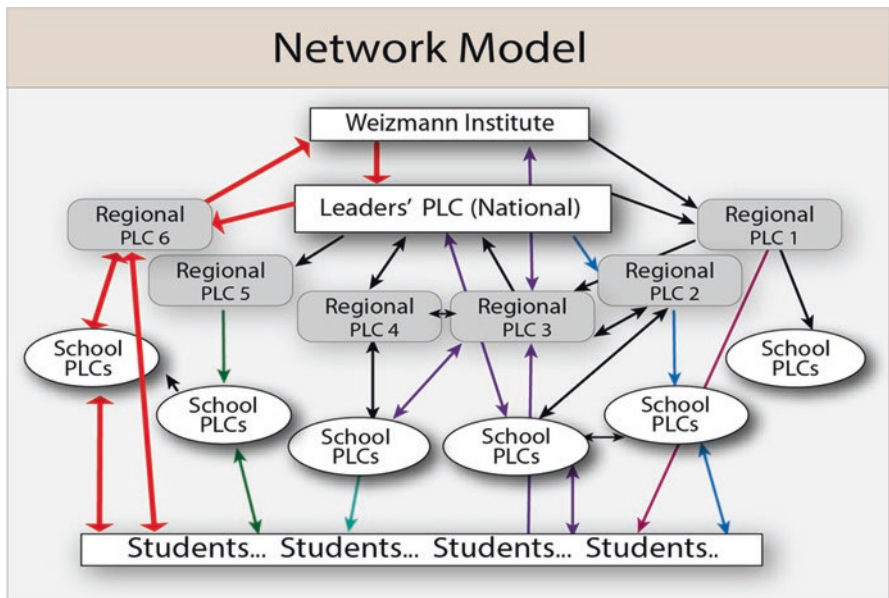 Network Model
Weizmann Institute
Leaders' PLC (National)
Regional
PLC 6
Regional
PLC 1
Regional
PLC 5
Regional
PLC 2
Regional
PLC 4
Regional
PLC 3
School
PLCs
School
PLCs
School
PLCs
School
PLCs
School
PLCs
School
PLCs
Students... Students... Students... Students..